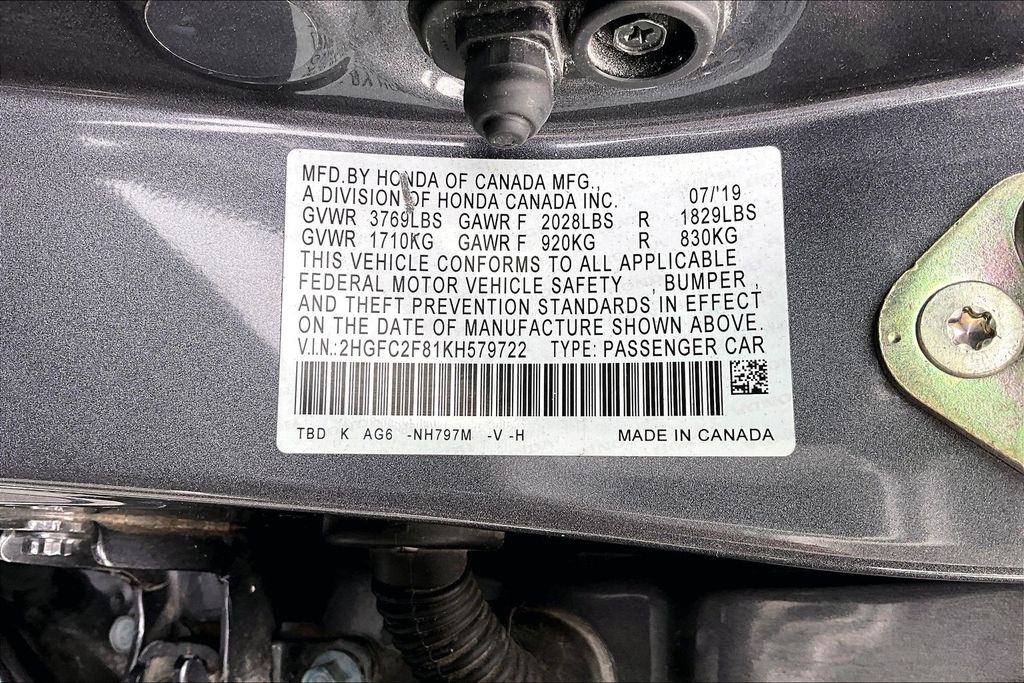 MFD.BY HONDA OF CANADA MFG.,
A DIVISION OF HONDA CANADA INC. 07/'19
GVWR 3769LBS GAWR F 2028LBS R 1829LBS
GVWR 1710KG GAWR F 920KG R 830KG
THIS VEHICLE CONFORMS TO ALL APPLICABLE
FEDERAL MOTOR VEHICLE SAFETY , BUMPER ,
AND THEFT PREVENTION STANDARDS IN EFFECT
ON THE DATE OF MANUFACTURE SHOWN ABOVE.
V.I.N.:2HGFC2F81KH579722 TYPE: PASSENGER CAR
TBD K AG6 -NH797M -V -H MADE IN CANADA